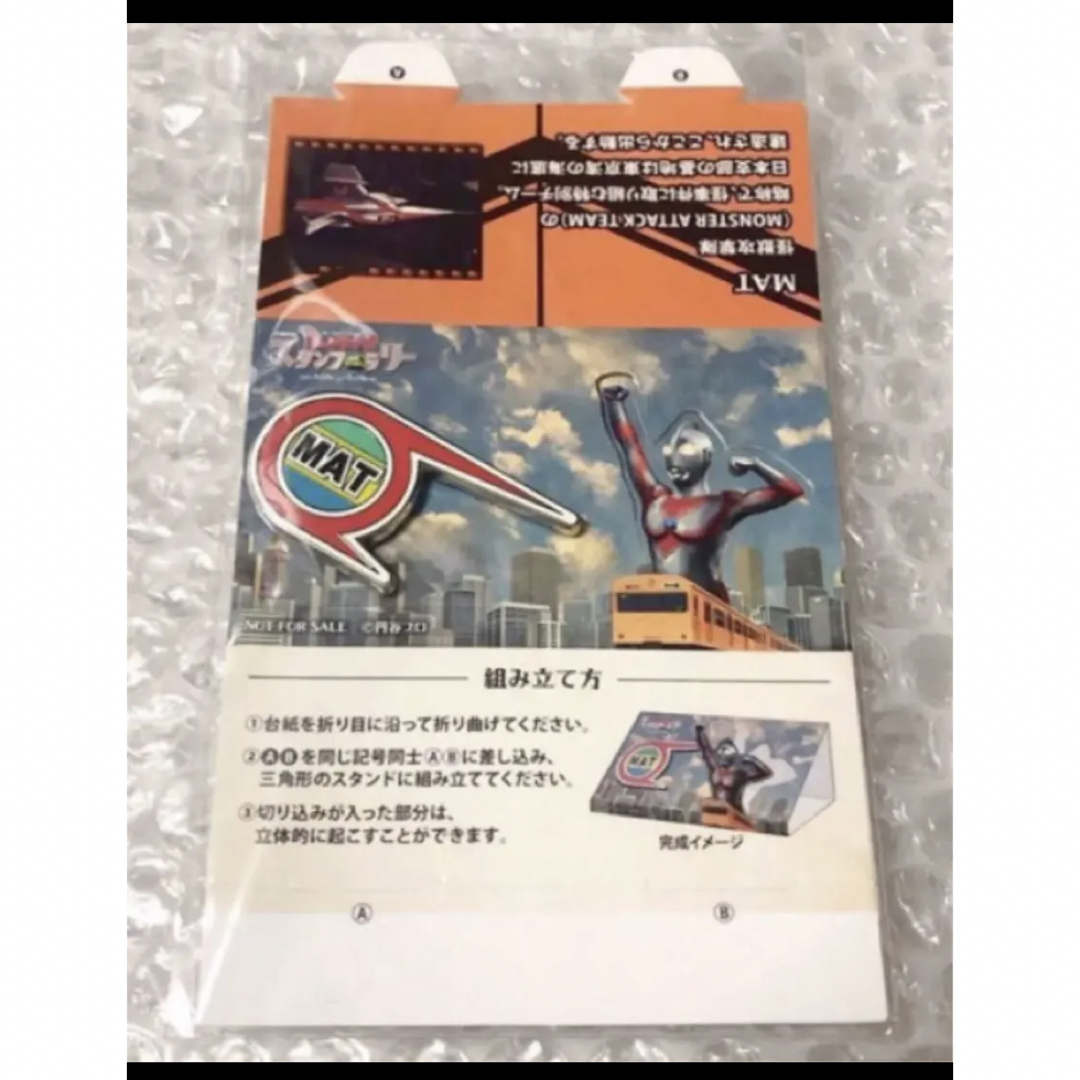 Ⓐ
Ⓑ
MAT
怪獣攻撃隊
(MONSTER ATTACK TEAM)の
略称で、怪事件に取り組む特別チーム。
日本支部の基地は東京湾の海底に
建造され、ここから出動する。
スタンプラリー
MAT
NOT FOR SALE ©円谷プロ
組み立て方
①台紙を折り目に沿って折り曲げてください。
②ⒶⒷを同じ記号同士ⒶⒷに差し込み、
三角形のスタンドに組み立ててください。
③切り込みが入った部分は、
立体的に起こすことができます。
MAT
完成イメージ
Ⓐ
Ⓑ